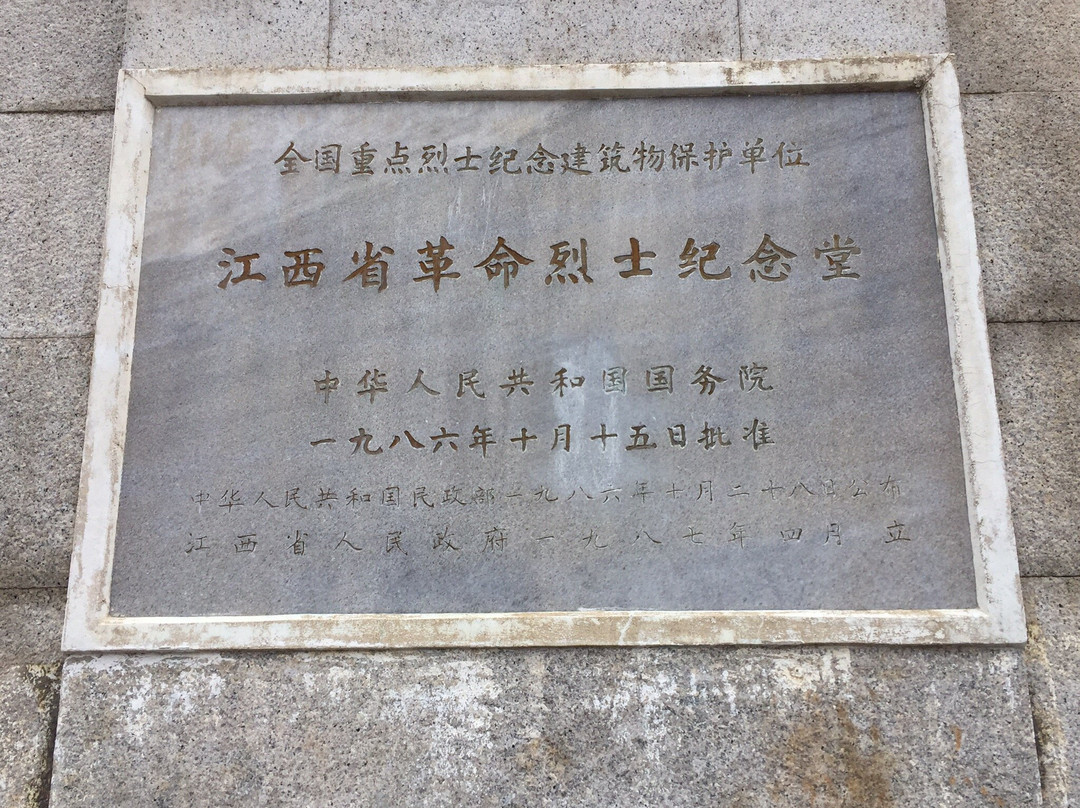 全国重点烈士纪念建筑物保护单位
江西省革命烈士纪念堂
中华人民共和国国务院
一九八六年十月十五日批准
中华人民共和国民政部一九八六年十月二十八日公布
江西省人民政府一九八七年四月立